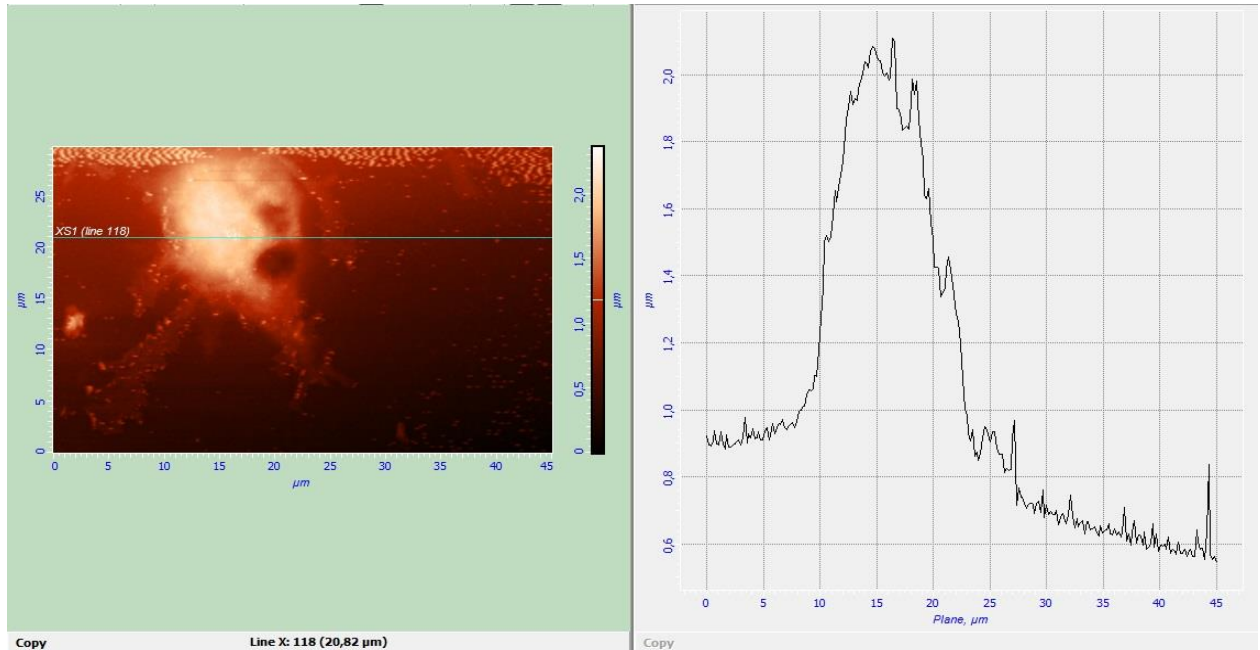 XS1 (line 118)
25
20
15
10
5
0
µm
0 5 10 15 20 25 30 35 40 45
µm
2,0
1,5
1,0
0,5
0
µm
Copy
Line X: 118 (20,82 µm)
2,0
1,8
1,6
1,4
1,2
1,0
0,8
0,6
µm
0 5 10 15 20 25 30 35 40 45
Plane, µm
Copy